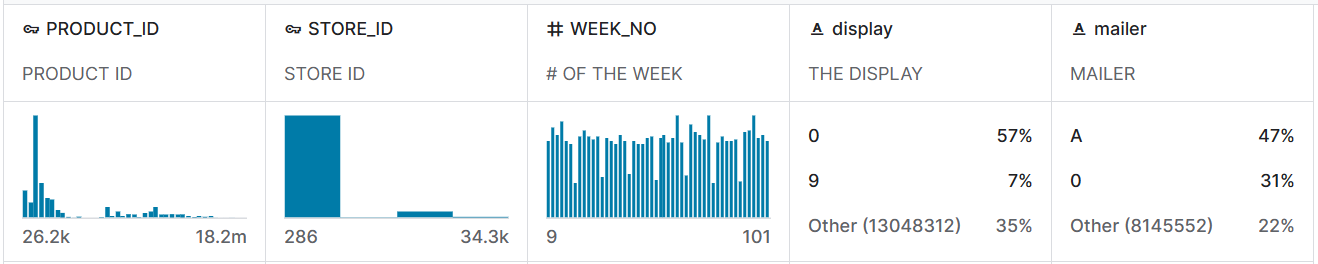 PRODUCT_ID
STORE_ID
WEEK_NO
display
mailer
PRODUCT ID
STORE ID
# OF THE WEEK
THE DISPLAY
MAILER
0 57%
9 7%
Other (13048312) 35%
A 47%
0 31%
Other (8145552) 22%
26.2k 18.2m
286 34.3k
9 101